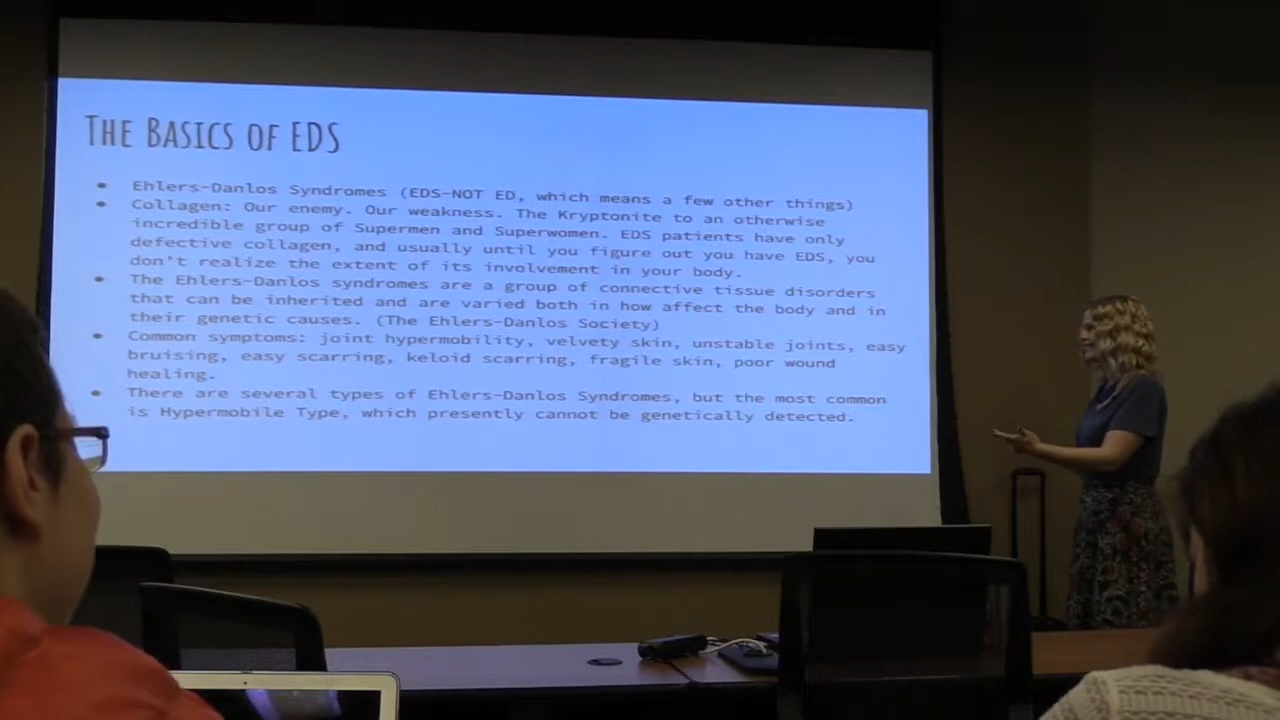 THE BASICS OF EDS
● Ehlers-Danlos Syndromes (EDS-NOT ED, which means a few other things)
● Collagen: Our enemy. Our weakness. The Kryptonite to an otherwise
incredible group of Supermen and Superwomen. EDS patients have only
defective collagen, and usually until you figure out you have EDS, you
don't realize the extent of its involvement in your body.
● The Ehlers-Danlos syndromes are a group of connective tissue disorders
that can be inherited and are varied both in how affect the body and in
their genetic causes. (The Ehlers-Danlos Society)
● Common symptoms: joint hypermobility, velvety skin, unstable joints, easy
bruising, easy scarring, keloid scarring, fragile skin, poor wound
healing.
● There are several types of Ehlers-Danlos Syndromes, but the most common
is Hypermobile Type, which presently cannot be genetically detected.